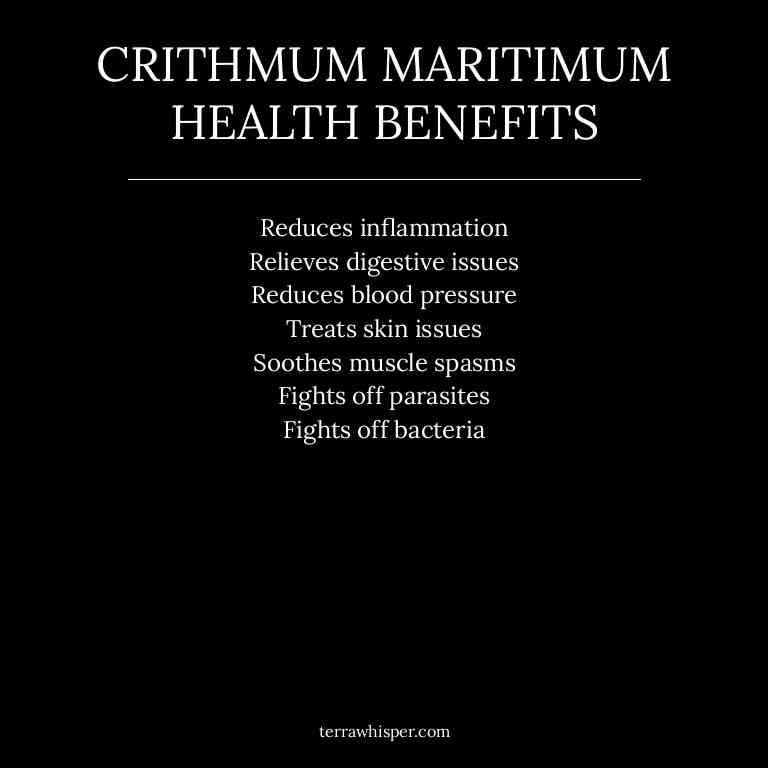 CRITHMUM MARITIMUM
HEALTH BENEFITS
Reduces inflammation
Relieves digestive issues
Reduces blood pressure
Treats skin issues
Soothes muscle spasms
Fights off parasites
Fights off bacteria
terrawhisper.com